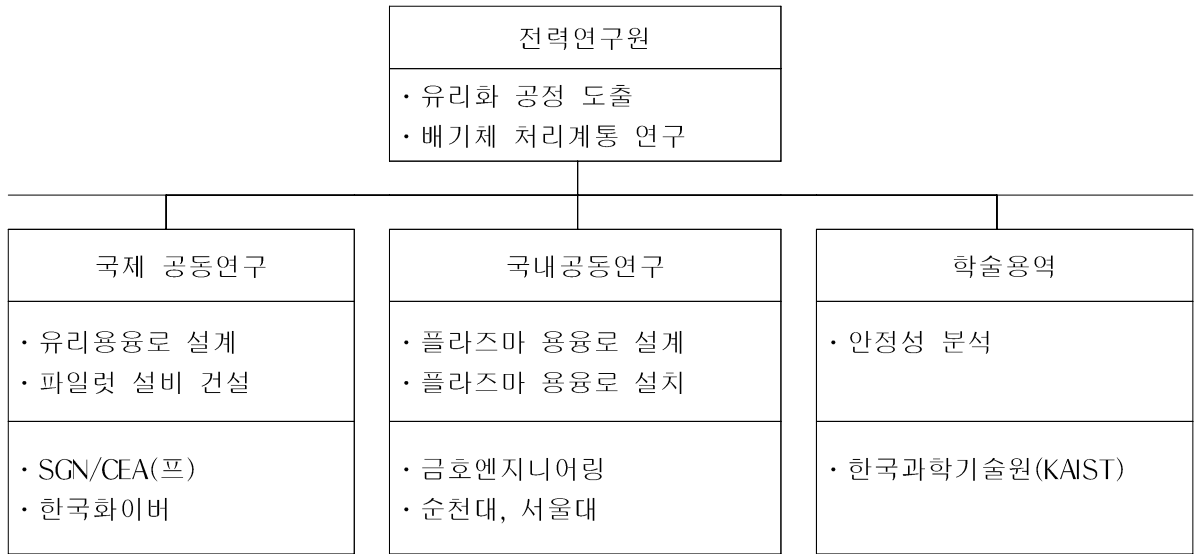 전력연구원
· 유리화 공정 도출
· 배기체 처리계통 연구
국제 공동연구
· 유리용융로 설계
· 파일럿 설비 건설
· SGN/CEA(프)
· 한국화이버
국내공동연구
· 플라즈마 용융로 설계
· 플라즈마 용융로 설치
· 금호엔지니어링
· 순천대, 서울대
학술용역
· 안정성 분석
· 한국과학기술원(KAIST)